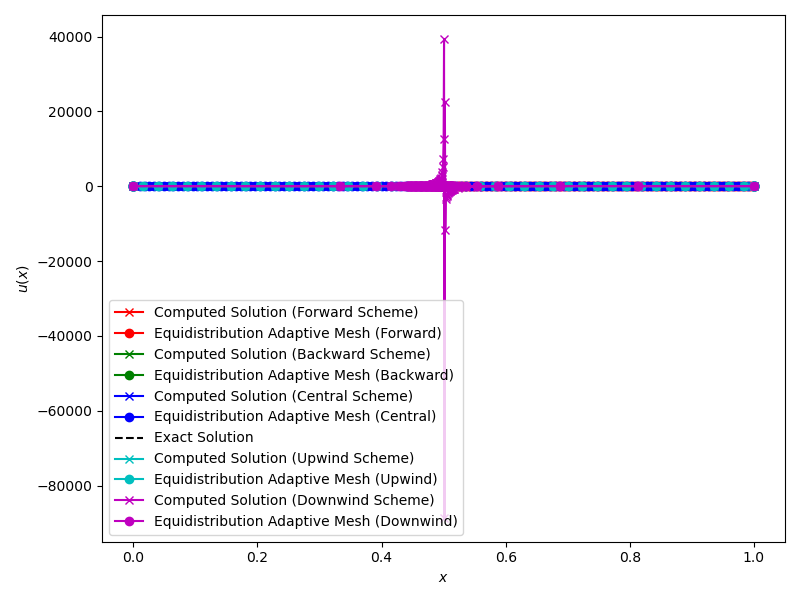 40000
20000
0
−20000
−40000
−60000
−80000
u(x)
Computed Solution (Forward Scheme)
Equidistribution Adaptive Mesh (Forward)
Computed Solution (Backward Scheme)
Equidistribution Adaptive Mesh (Backward)
Computed Solution (Central Scheme)
Equidistribution Adaptive Mesh (Central)
Exact Solution
Computed Solution (Upwind Scheme)
Equidistribution Adaptive Mesh (Upwind)
Computed Solution (Downwind Scheme)
Equidistribution Adaptive Mesh (Downwind)
0.0 0.2 0.4 0.6 0.8 1.0
x